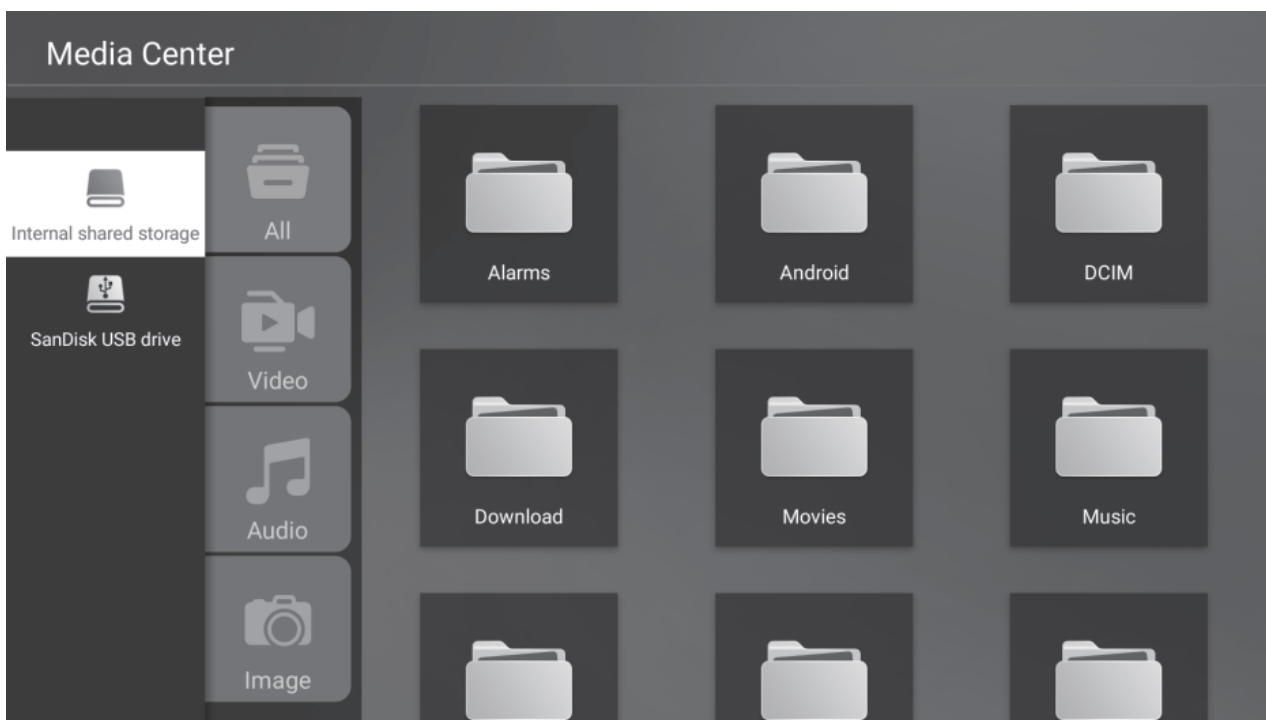 Media Center
Internal shared storage
SanDisk USB drive
All
Video
Audio
Image
Alarms
Android
DCIM
Download
Movies
Music